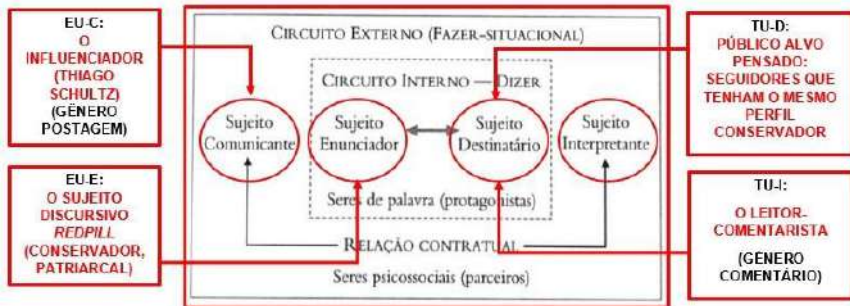 EU-C:
O
INFLUENCIADOR
(THIAGO
SCHULTZ)
(GÊNERO
POSTAGEM)
EU-E:
O SUJEITO
DISCURSIVO
REDPILL
(CONSERVADOR,
PATRIARCAL)
CIRCUITO EXTERNO (FAZER-SITUACIONAL)
CIRCUITO INTERNO — DIZER
Sujeito
Comunicante
Sujeito
Enunciador
Sujeito
Destinatário
Sujeito
Interpretante
Seres de palavra (protagonistas)
RELAÇÃO CONTRATUAL
Seres psicossociais (parceiros)
TU-D:
PÚBLICO ALVO
PENSADO:
SEGUIDORES QUE
TENHAM O MESMO
PERFIL
CONSERVADOR
TU-I:
O LEITOR-
COMENTARISTA
(GÊNERO
COMENTÁRIO)